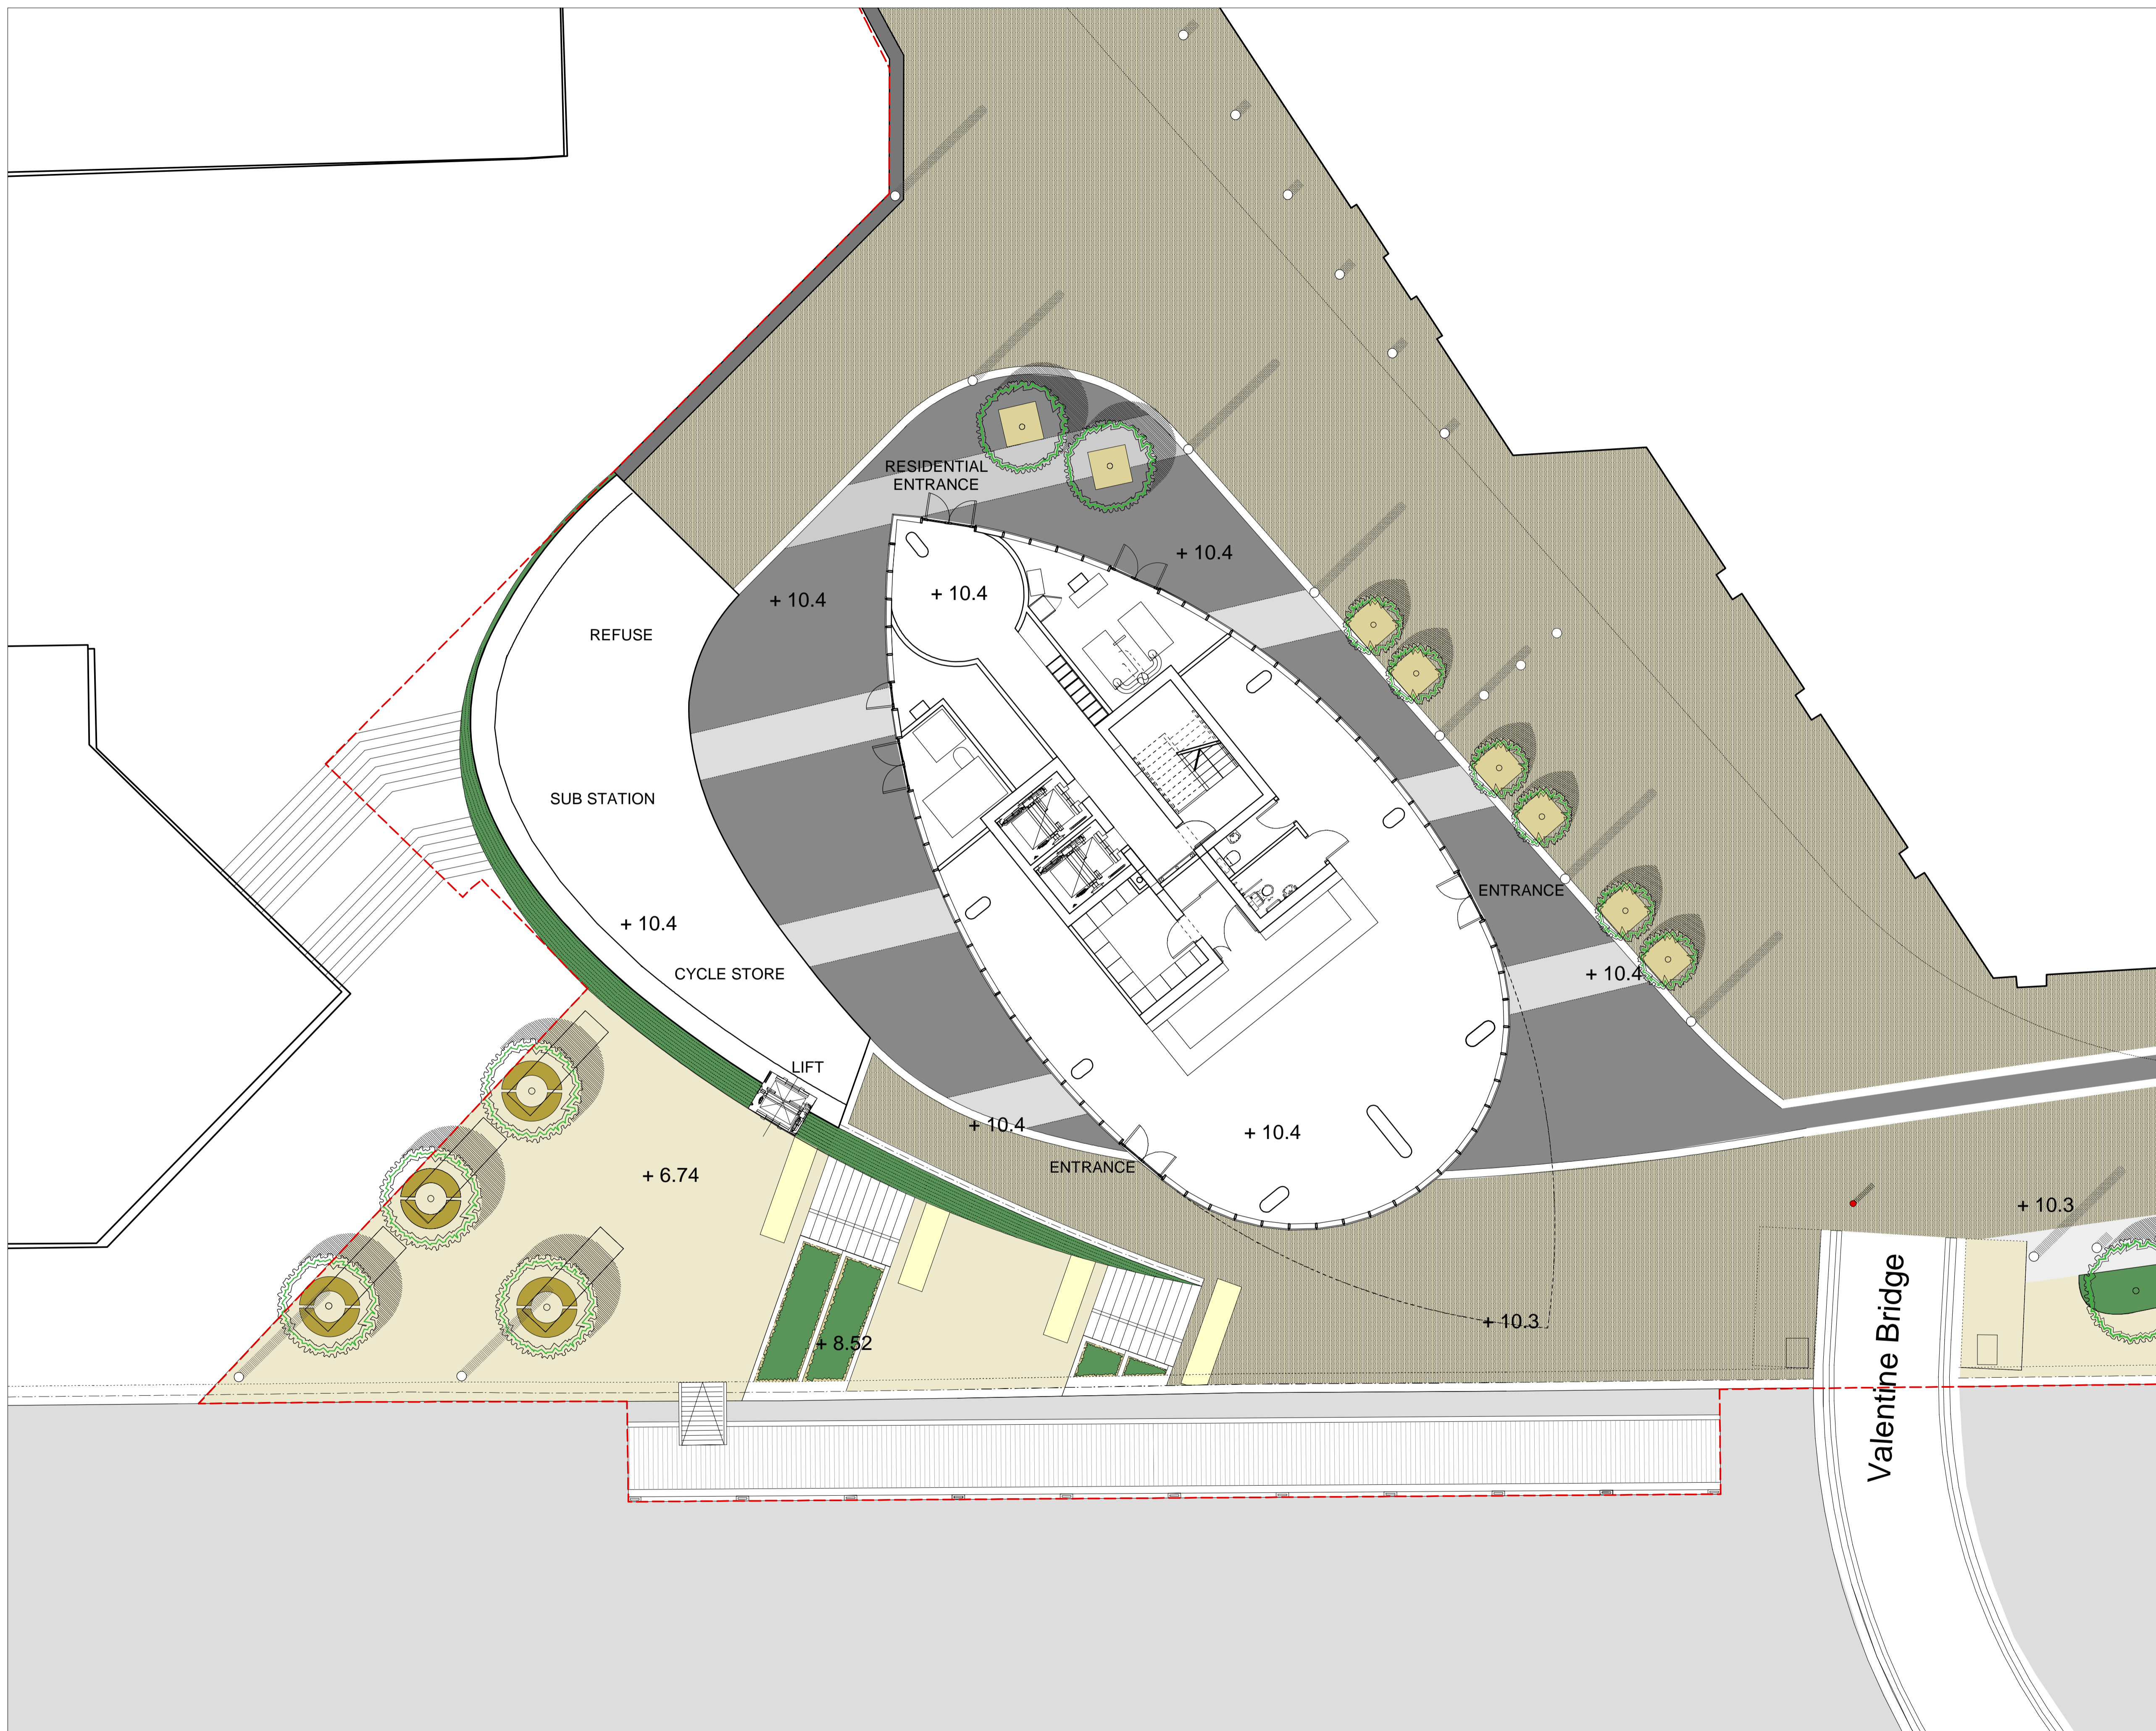 RESIDENTIAL
ENTRANCE
+ 10.4
+ 10.4
+ 10.4
REFUSE
SUB STATION
+ 10.4
CYCLE STORE
ENTRANCE
+ 10.4
LIFT
+ 10.4
+ 10.4
ENTRANCE
+ 6.74
+ 10.3
+ 10.3
+ 8.52
Valentine Bridge